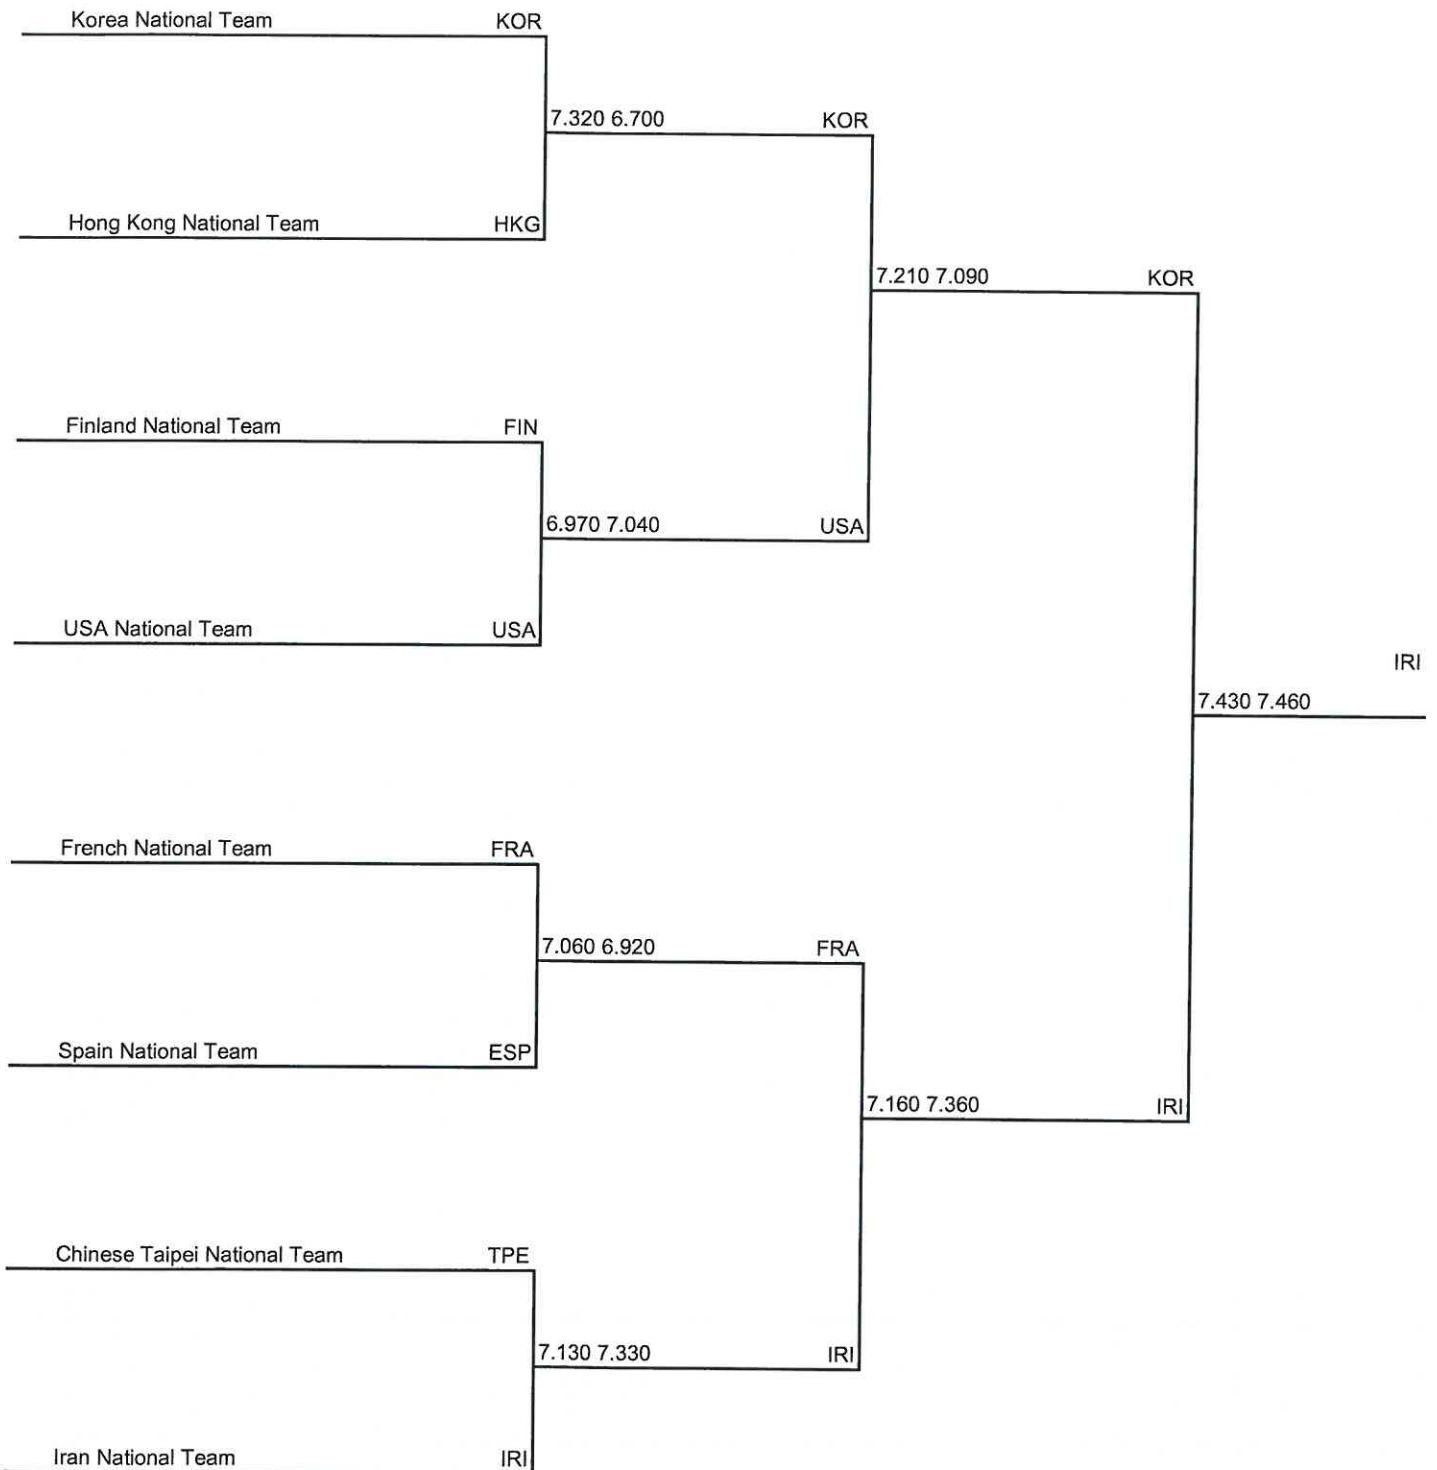 Korea National Team KOR
7.320 6.700 KOR
Hong Kong National Team HKG
7.210 7.090 KOR
Finland National Team FIN
6.970 7.040 USA
USA National Team USA
IRI
7.430 7.460
French National Team FRA
7.060 6.920 FRA
Spain National Team ESP
7.160 7.360 IRI
Chinese Taipei National Team TPE
7.130 7.330 IRI
Iran National Team IRI